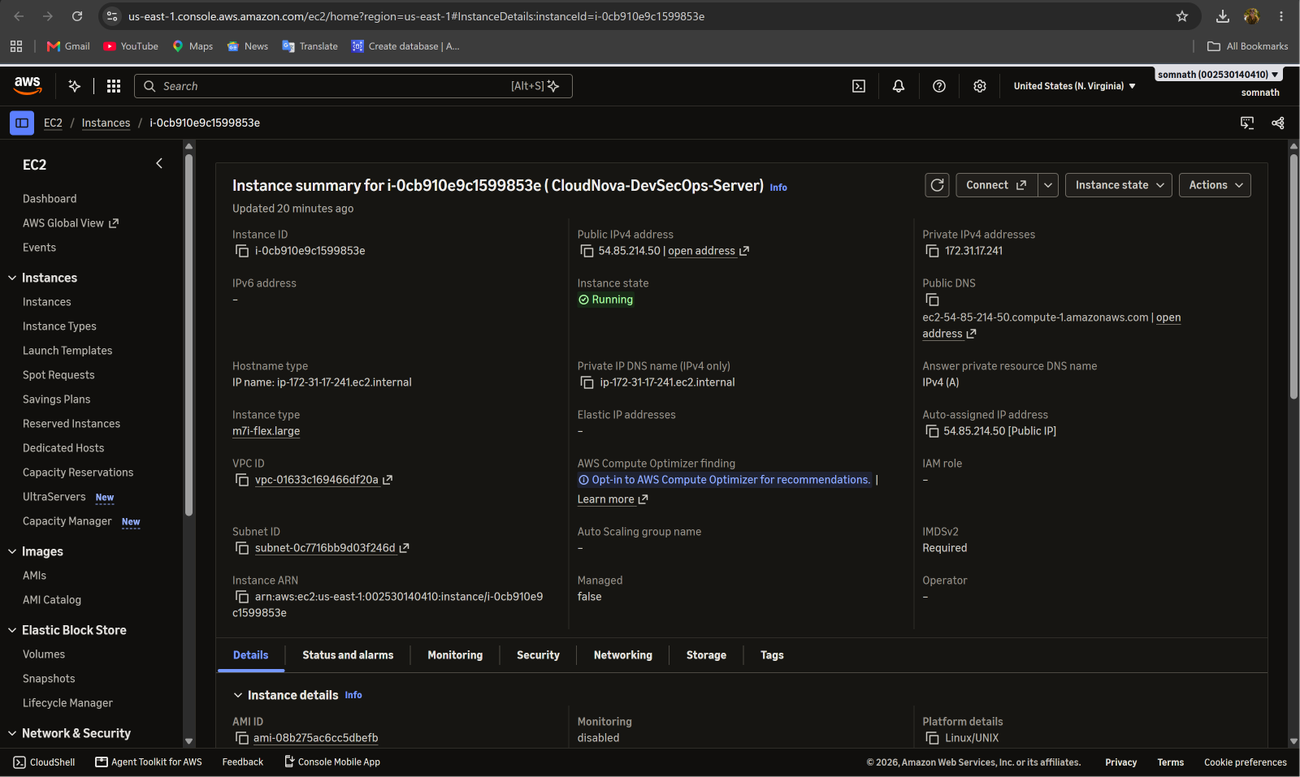 us-east-1.console.aws.amazon.com/ec2/home?region=us-east-1#InstanceDetails:instanceId=i-0cb910e9c1599853e
Gmail YouTube Maps News Translate Create database | A... All Bookmarks
aws Search [Alt+S] United States (N. Virginia) somnath (002530140410)
somnath
EC2 / Instances / i-0cb910e9c1599853e
EC2
Dashboard
AWS Global View
Events
Instances
Instances
Instance Types
Launch Templates
Spot Requests
Savings Plans
Reserved Instances
Dedicated Hosts
Capacity Reservations
UltraServers New
Capacity Manager New
Images
AMIs
AMI Catalog
Elastic Block Store
Volumes
Snapshots
Lifecycle Manager
Network & Security
Instance summary for i-0cb910e9c1599853e ( CloudNova-DevSecOps-Server) Info
Connect Instance state Actions
Updated 20 minutes ago
Instance ID
i-0cb910e9c1599853e
Public IPv4 address
54.85.214.50 | open address
Private IPv4 addresses
172.31.17.241
IPv6 address
–
Instance state
Running
Public DNS
ec2-54-85-214-50.compute-1.amazonaws.com | open
address
Hostname type
IP name: ip-172-31-17-241.ec2.internal
Private IP DNS name (IPv4 only)
ip-172-31-17-241.ec2.internal
Answer private resource DNS name
IPv4 (A)
Instance type
m7i-flex.large
Elastic IP addresses
–
Auto-assigned IP address
54.85.214.50 [Public IP]
VPC ID
vpc-01633c169466df20a
AWS Compute Optimizer finding
Opt-in to AWS Compute Optimizer for recommendations. |
Learn more
IAM role
–
Subnet ID
subnet-0c7716bb9d03f246d
Auto Scaling group name
–
IMDSv2
Required
Instance ARN
arn:aws:ec2:us-east-1:002530140410:instance/i-0cb910e9
c1599853e
Managed
false
Operator
–
Details Status and alarms Monitoring Security Networking Storage Tags
Instance details Info
AMI ID
ami-08b275ac6cc5dbefb
Monitoring
disabled
Platform details
Linux/UNIX
CloudShell Agent Toolkit for AWS Feedback Console Mobile App © 2026, Amazon Web Services, Inc. or its affiliates. Privacy Terms Cookie preferences